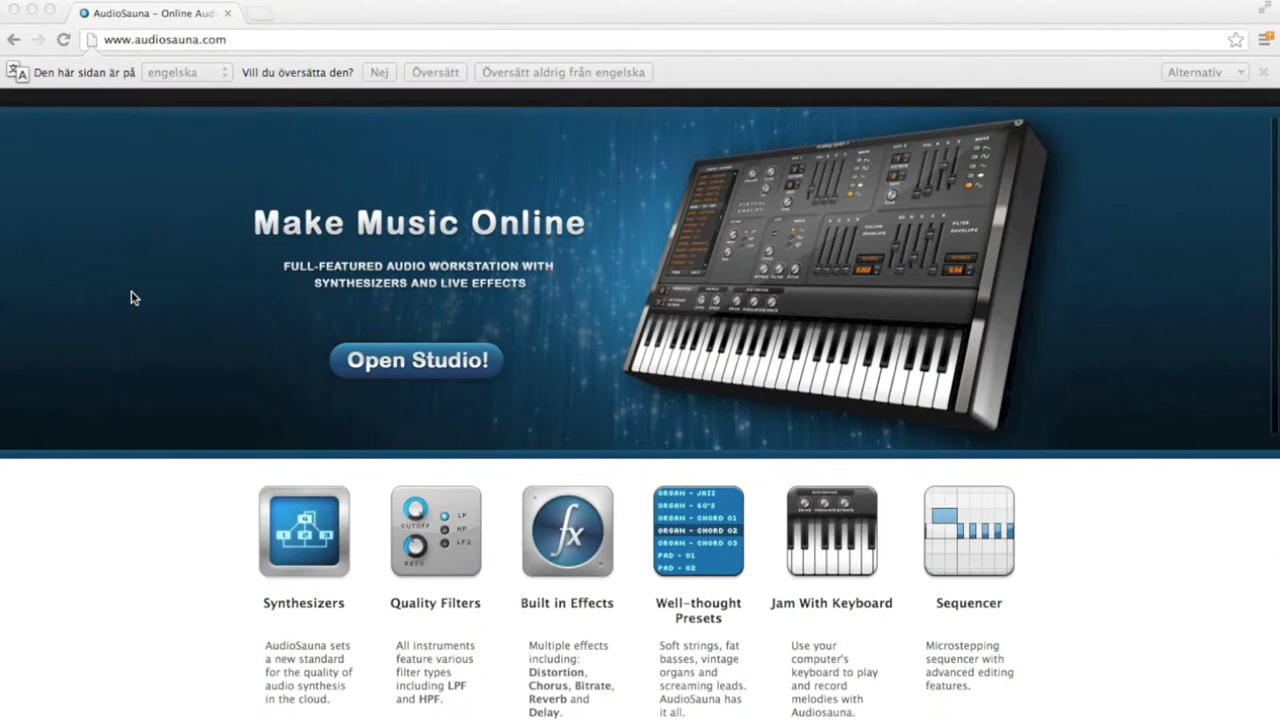 AudioSauna - Online Aud
www.audiosauna.com
Den här sidan är på engelska Vill du översätta den? Nej Översätt Översätt aldrig från engelska Alternativ
Make Music Online
FULL-FEATURED AUDIO WORKSTATION WITH
SYNTHESIZERS AND LIVE EFFECTS
Open Studio!
CUTOFF
RESO
LP
HP
LP2
fx
ORGAN - JAZZ
ORGAN - 60'S
ORGAN - CHORD 01
ORGAN - CHORD 02
ORGAN - CHORD 03
PAD - 01
PAD - 02
Synthesizers
AudioSauna sets
a new standard
for the quality of
audio synthesis
in the cloud.
Quality Filters
All instruments
feature various
filter types
including LPF
and HPF.
Built in Effects
Multiple effects
including:
Distortion,
Chorus, Bitrate,
Reverb and
Delay.
Well-thought
Presets
Soft strings, fat
basses, vintage
organs and
screaming leads.
AudioSauna has
it all.
Jam With Keyboard
Use your
computer's
keyboard to play
and record
melodies with
Audiosauna.
Sequencer
Microstepping
sequencer with
advanced editing
features.